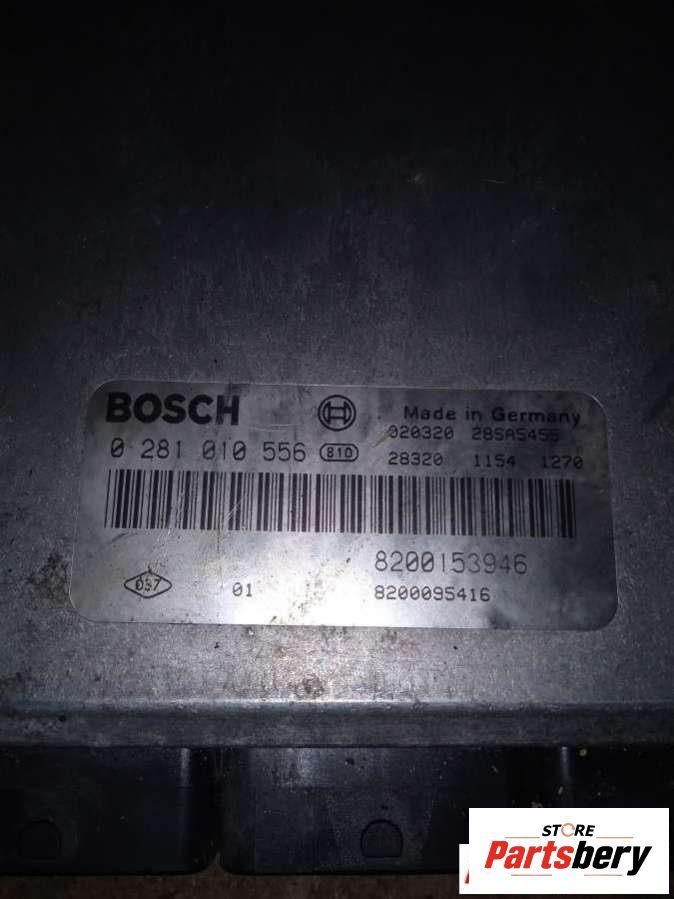 BOSCH
Made in Germany
020320 28SA5455
0 281 010 556 810
28320 1154 1270
8200153946
01
8200095416
STORE
Partsbery